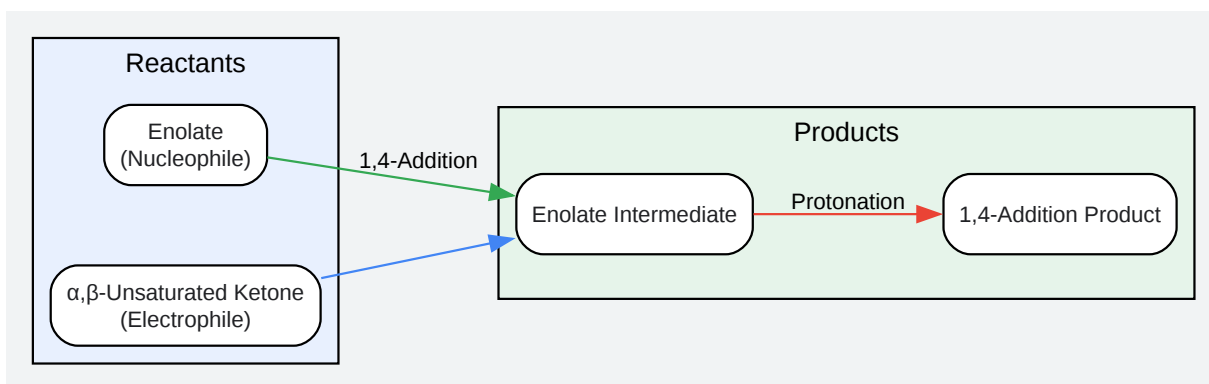 Reactants
Enolate
(Nucleophile)
α,β-Unsaturated Ketone
(Electrophile)
1,4-Addition
Products
Enolate Intermediate
Protonation
1,4-Addition Product